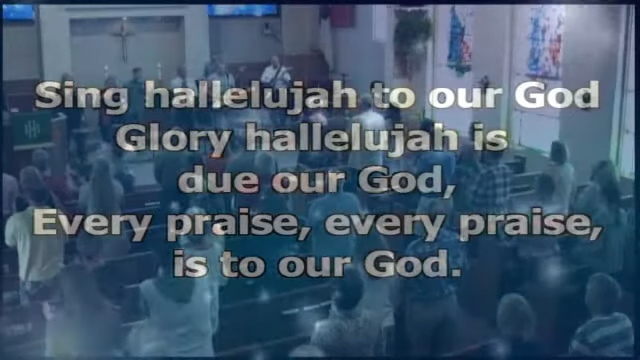 Sing hallelujah to our God
Glory hallelujah is
due our God,
Every praise, every praise,
is to our God.